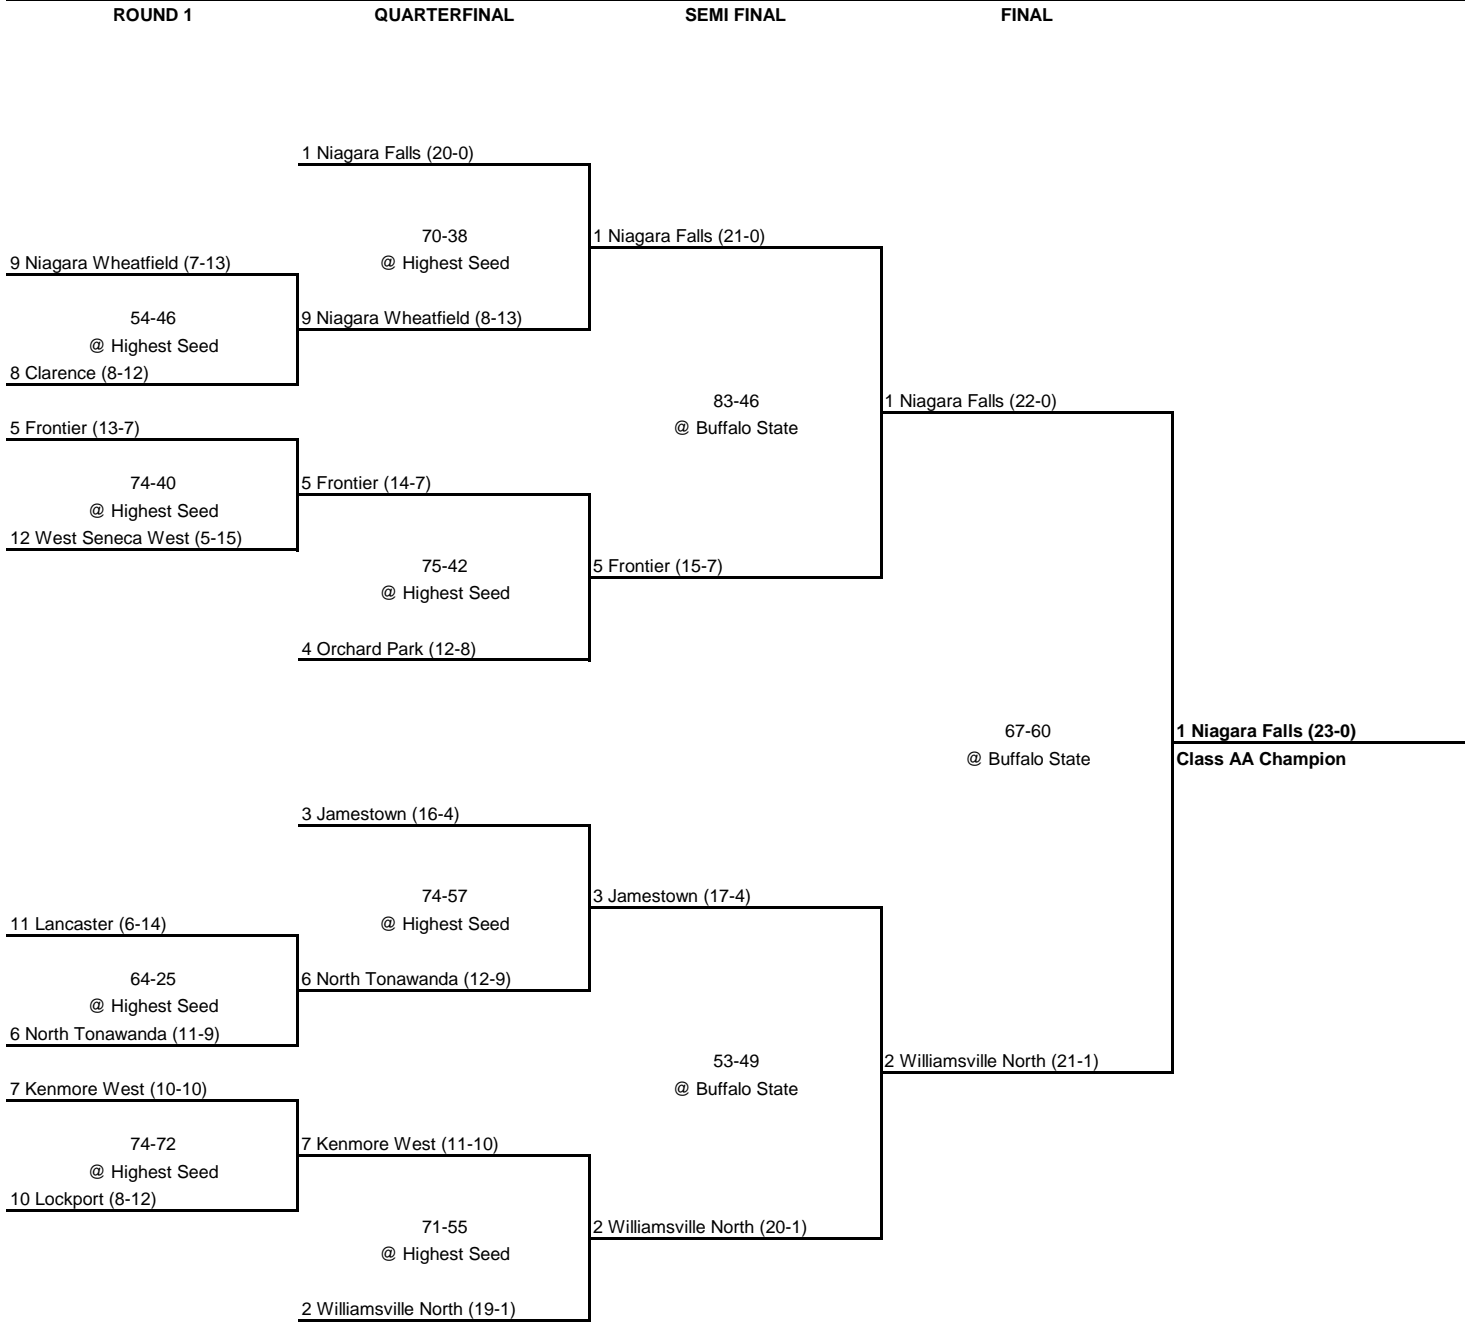 ROUND 1 QUARTERFINAL SEMI FINAL FINAL
1 Niagara Falls (20-0)
70-38 1 Niagara Falls (21-0)
9 Niagara Wheatfield (7-13) @ Highest Seed
54-46 9 Niagara Wheatfield (8-13)
@ Highest Seed
8 Clarence (8-12)
83-46 1 Niagara Falls (22-0)
5 Frontier (13-7) @ Buffalo State
74-40 5 Frontier (14-7)
@ Highest Seed
12 West Seneca West (5-15)
75-42 5 Frontier (15-7)
@ Highest Seed
4 Orchard Park (12-8)
67-60 1 Niagara Falls (23-0)
@ Buffalo State Class AA Champion
3 Jamestown (16-4)
74-57 3 Jamestown (17-4)
11 Lancaster (6-14) @ Highest Seed
64-25 6 North Tonawanda (12-9)
@ Highest Seed
6 North Tonawanda (11-9)
53-49 2 Williamsville North (21-1)
7 Kenmore West (10-10) @ Buffalo State
74-72 7 Kenmore West (11-10)
@ Highest Seed
10 Lockport (8-12)
71-55 2 Williamsville North (20-1)
@ Highest Seed
2 Williamsville North (19-1)